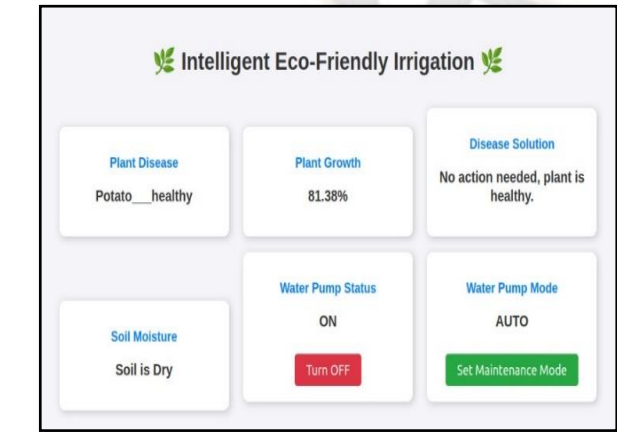 🌿 Intelligent Eco-Friendly Irrigation 🌿
Plant Disease
Potato___healthy
Plant Growth
81.38%
Disease Solution
No action needed, plant is
healthy.
Soil Moisture
Soil is Dry
Water Pump Status
ON
Turn OFF
Water Pump Mode
AUTO
Set Maintenance Mode